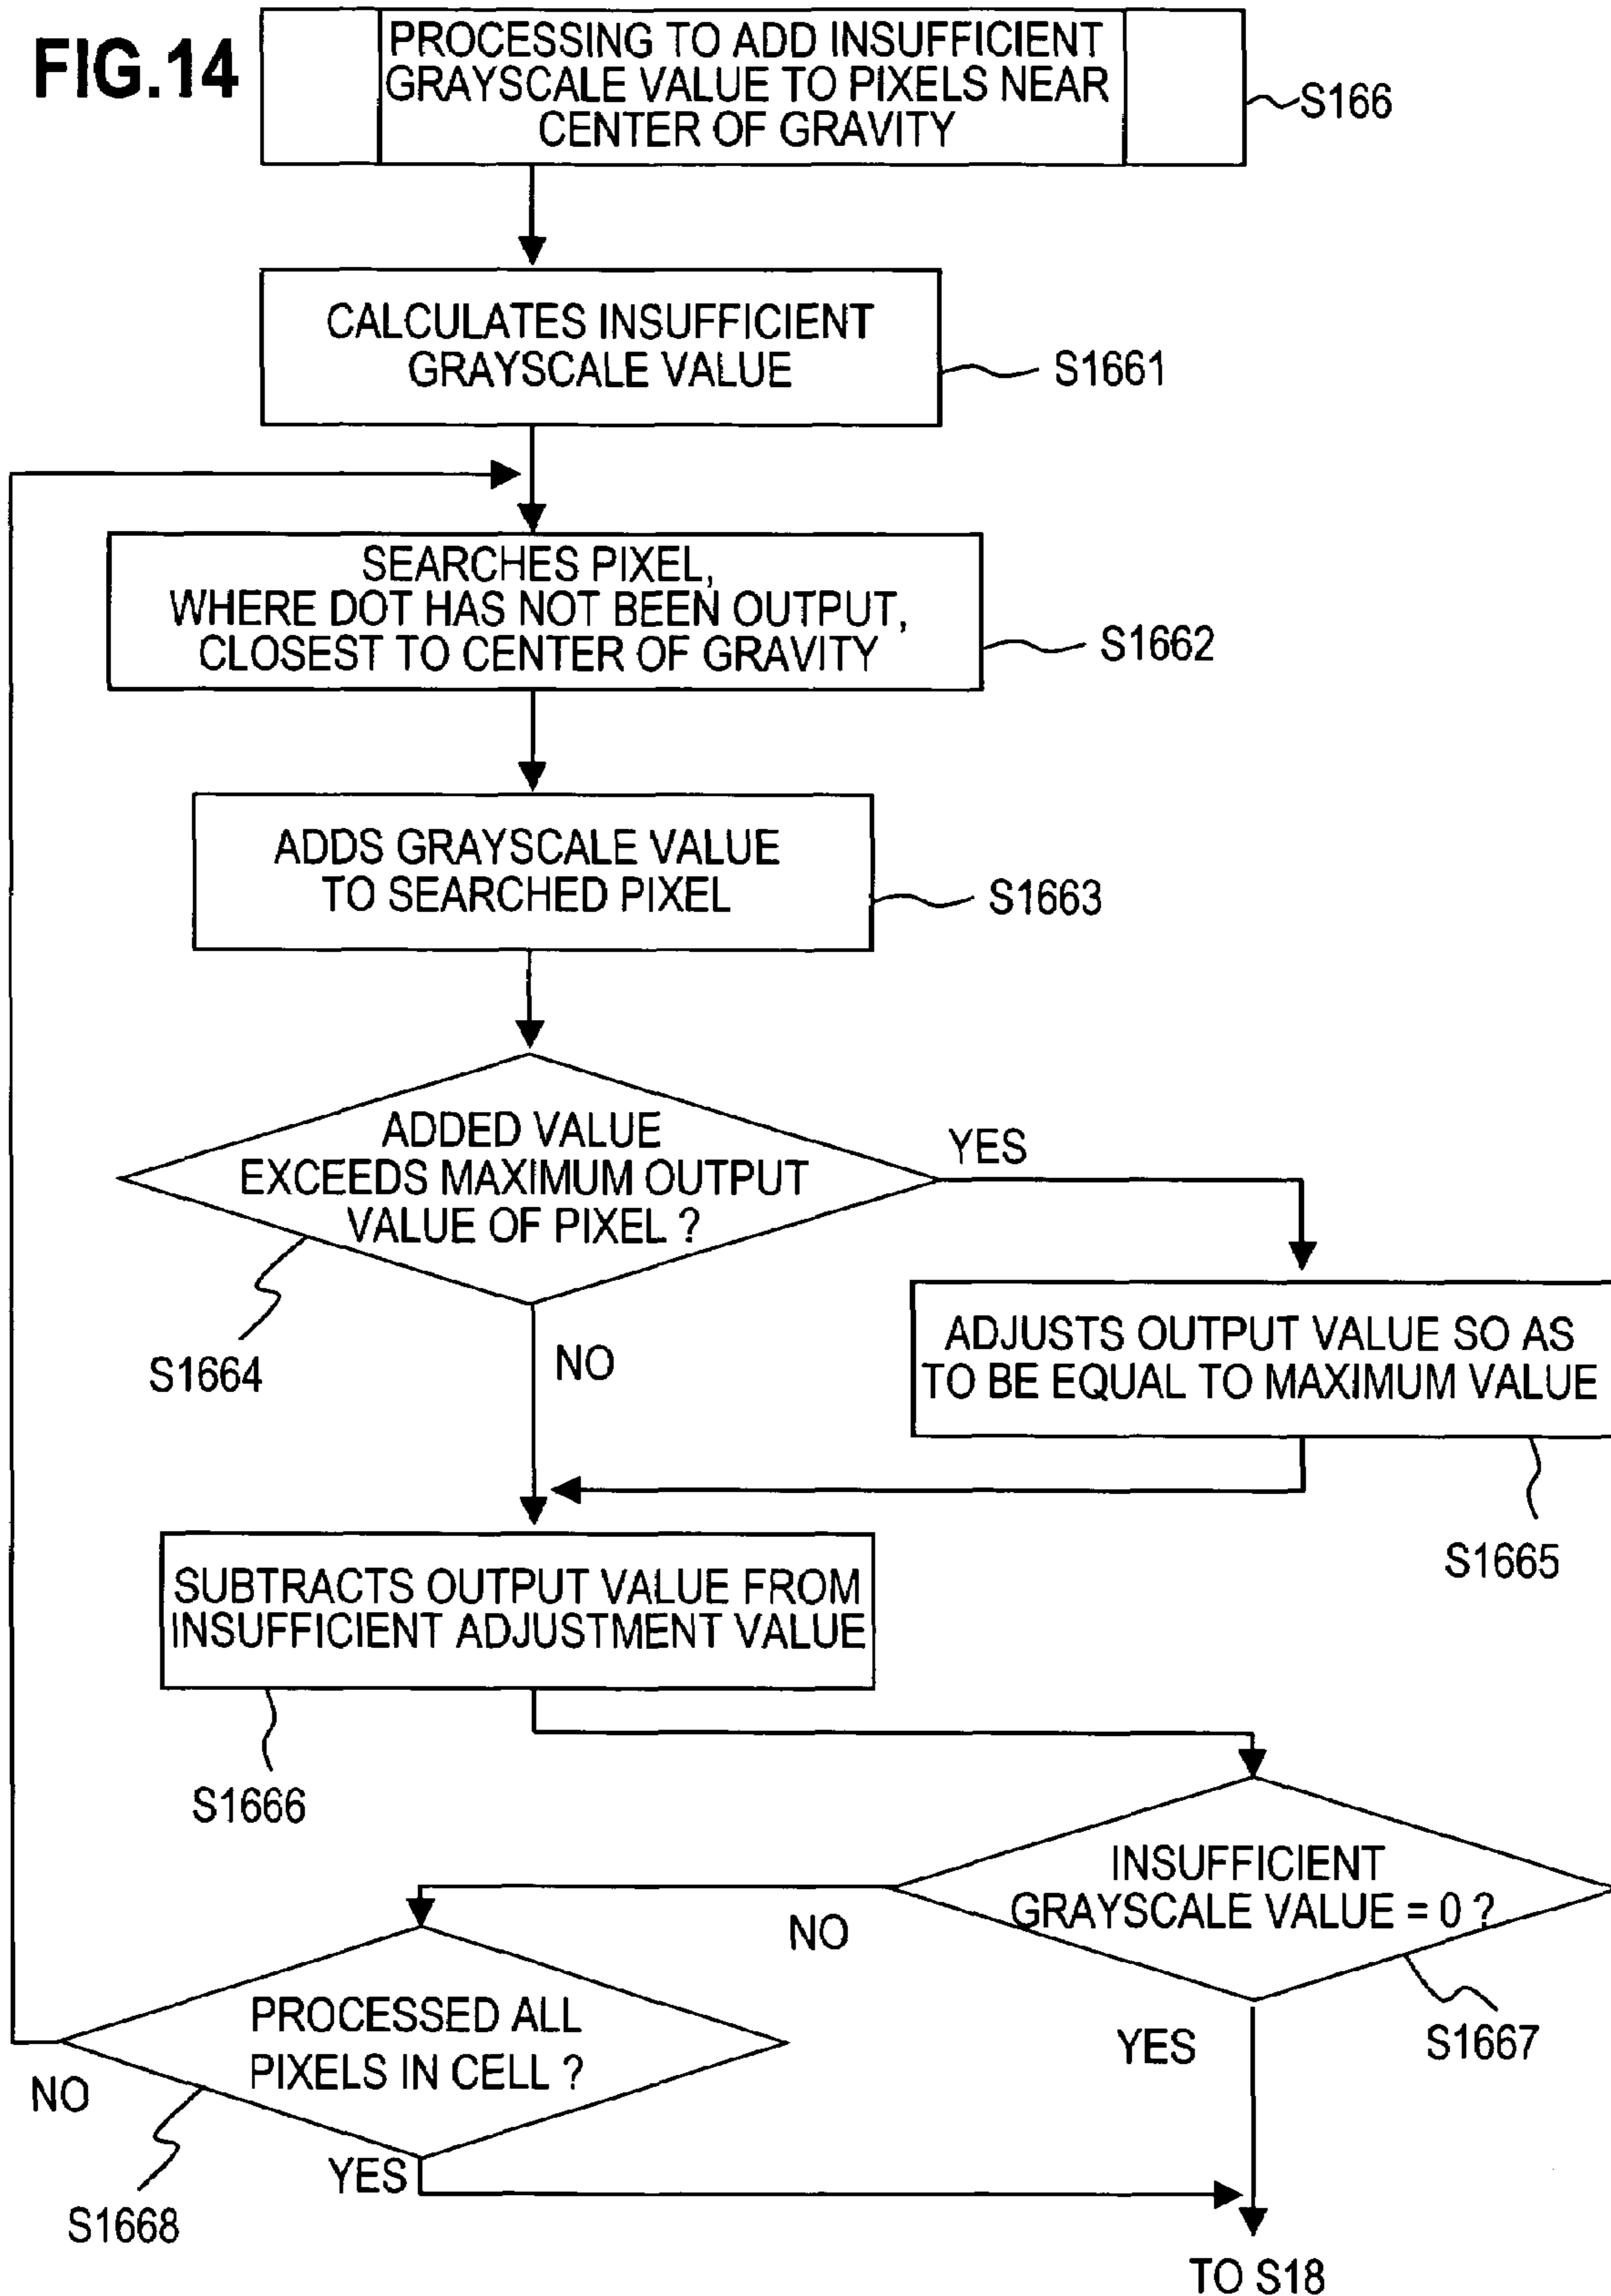 FIG.14
PROCESSING TO ADD INSUFFICIENT
GRAYSCALE VALUE TO PIXELS NEAR
CENTER OF GRAVITY
S166
CALCULATES INSUFFICIENT
GRAYSCALE VALUE
S1661
SEARCHES PIXEL,
WHERE DOT HAS NOT BEEN OUTPUT,
CLOSEST TO CENTER OF GRAVITY
S1662
ADDS GRAYSCALE VALUE
TO SEARCHED PIXEL
S1663
ADDED VALUE
EXCEEDS MAXIMUM OUTPUT
VALUE OF PIXEL ?
YES
S1664
NO
ADJUSTS OUTPUT VALUE SO AS
TO BE EQUAL TO MAXIMUM VALUE
S1665
SUBTRACTS OUTPUT VALUE FROM
INSUFFICIENT ADJUSTMENT VALUE
S1666
INSUFFICIENT
GRAYSCALE VALUE = 0 ?
NO
S1667
YES
PROCESSED ALL
PIXELS IN CELL ?
NO
YES
S1668
TO S18